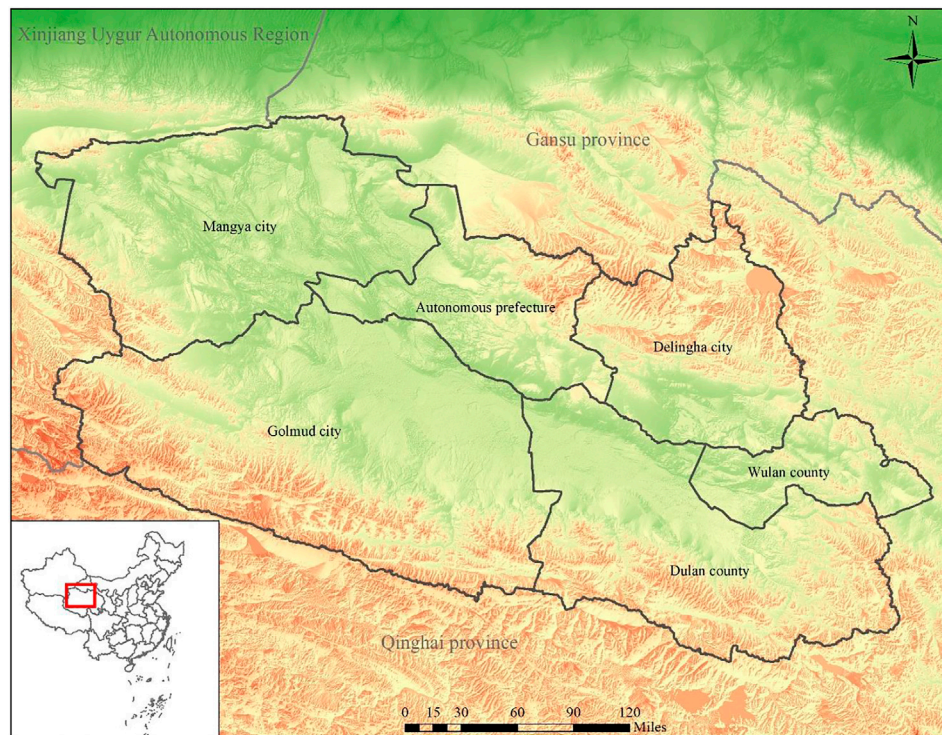 Xinjiang Uygur Autonomous Region
N
Gansu province
Mangya city
Autonomous prefecture
Delingha city
Golmud city
Wulan county
Dulan county
Qinghai province
0 15 30 60 90 120
Miles